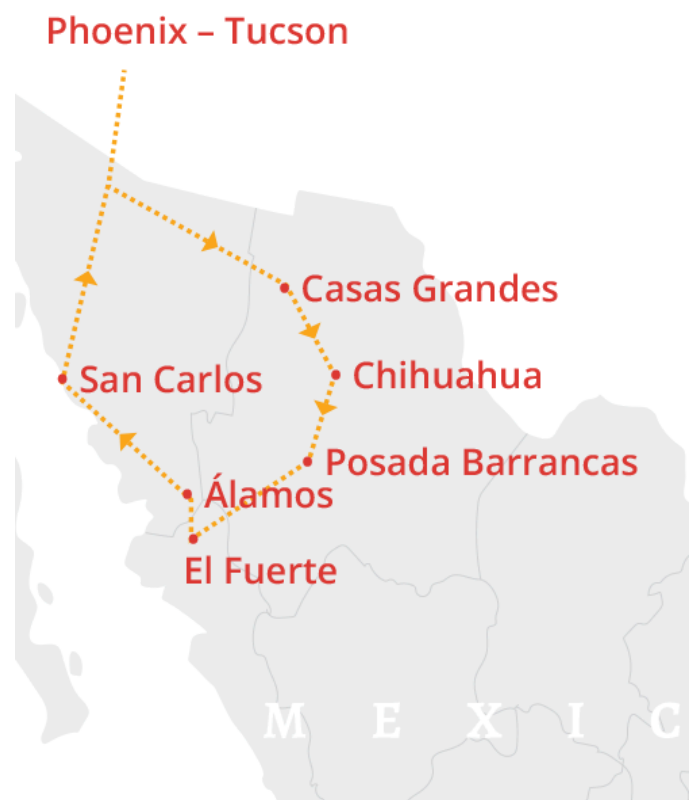 Phoenix – Tucson
Casas Grandes
San Carlos
Chihuahua
Posada Barrancas
Álamos
El Fuerte
M E X I C